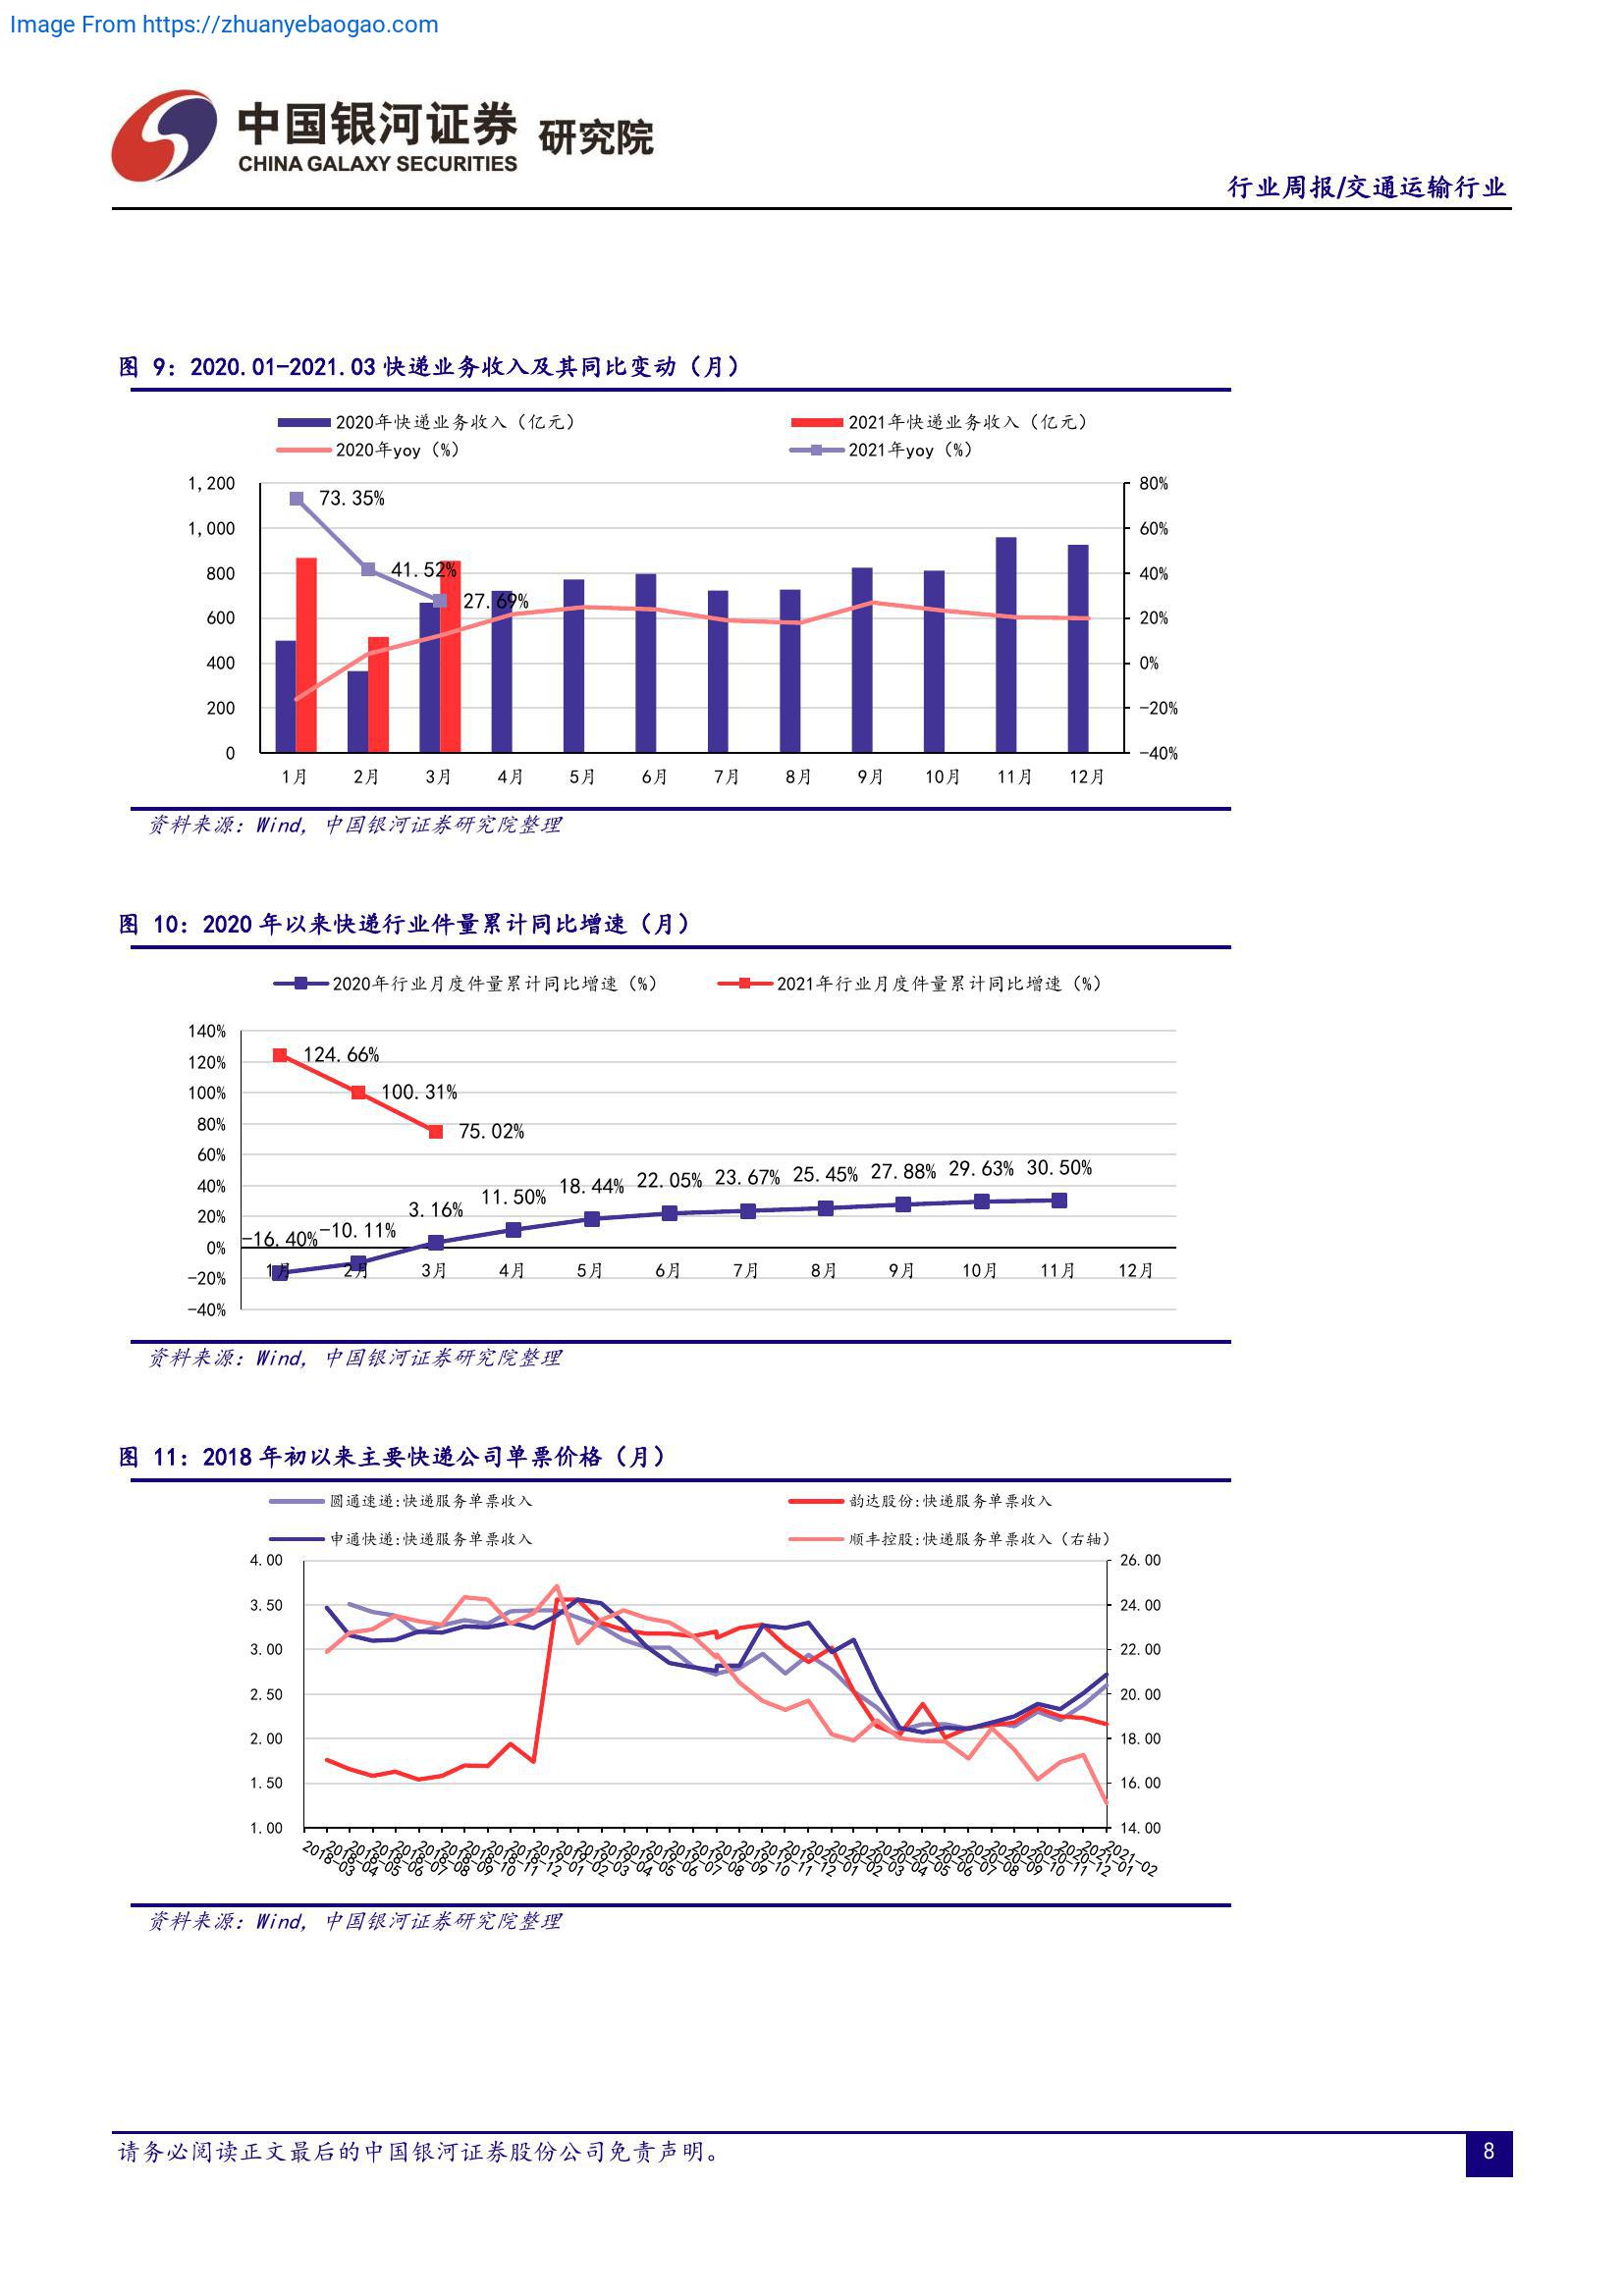 Image From https://zhuanyebaogao.com
中国银河证券 研究院
CHINA GALAXY SECURITIES
行业周报/交通运输行业
图 9：2020.01-2021.03 快递业务收入及其同比变动（月）
2020年快递业务收入（亿元） 2021年快递业务收入（亿元）
2020年yoy（%） 2021年yoy（%）
1,200 80%
73.35%
1,000 60%
800 41.52% 40%
27.69%
600 20%
400 0%
200 -20%
0 -40%
1月 2月 3月 4月 5月 6月 7月 8月 9月 10月 11月 12月
资料来源：Wind，中国银河证券研究院整理
图 10：2020 年以来快递行业件量累计同比增速（月）
2020年行业月度件量累计同比增速（%） 2021年行业月度件量累计同比增速（%）
140%
124.66%
120%
100% 100.31%
80% 75.02%
60%
40% -16.40% -10.11% 3.16% 11.50% 18.44% 22.05% 23.67% 25.45% 27.88% 29.63% 30.50%
20%
0%
1月 2月 3月 4月 5月 6月 7月 8月 9月 10月 11月 12月
-20%
-40%
资料来源：Wind，中国银河证券研究院整理
图 11：2018 年初以来主要快递公司单票价格（月）
圆通速递:快递服务单票收入 韵达股份:快递服务单票收入
申通快递:快递服务单票收入 顺丰控股:快递服务单票收入（右轴）
4.00 26.00
3.50 24.00
3.00 22.00
2.50 20.00
2.00 18.00
1.50 16.00
1.00 14.00
2018-03 2018-04 2018-05 2018-06 2018-07 2018-08 2018-09 2018-10 2018-11 2018-12 2019-01 2019-02 2019-03 2019-04 2019-05 2019-06 2019-07 2019-08 2019-09 2019-10 2019-11 2019-12 2020-01 2020-02 2020-03 2020-04 2020-05 2020-06 2020-07 2020-08 2020-09 2020-10 2020-11 2020-12 2021-01 2021-02
资料来源：Wind，中国银河证券研究院整理
请务必阅读正文最后的中国银河证券股份公司免责声明。
8